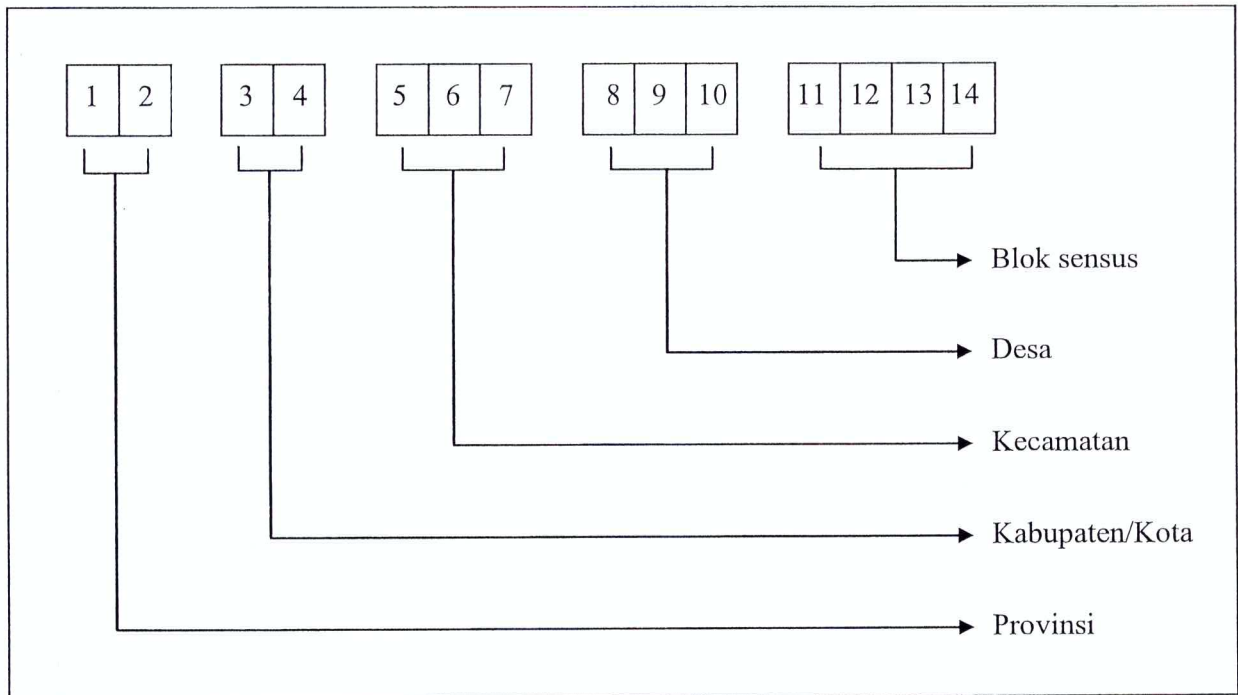 1 2 3 4 5 6 7 8 9 10 11 12 13 14
Blok sensus
Desa
Kecamatan
Kabupaten/Kota
Provinsi